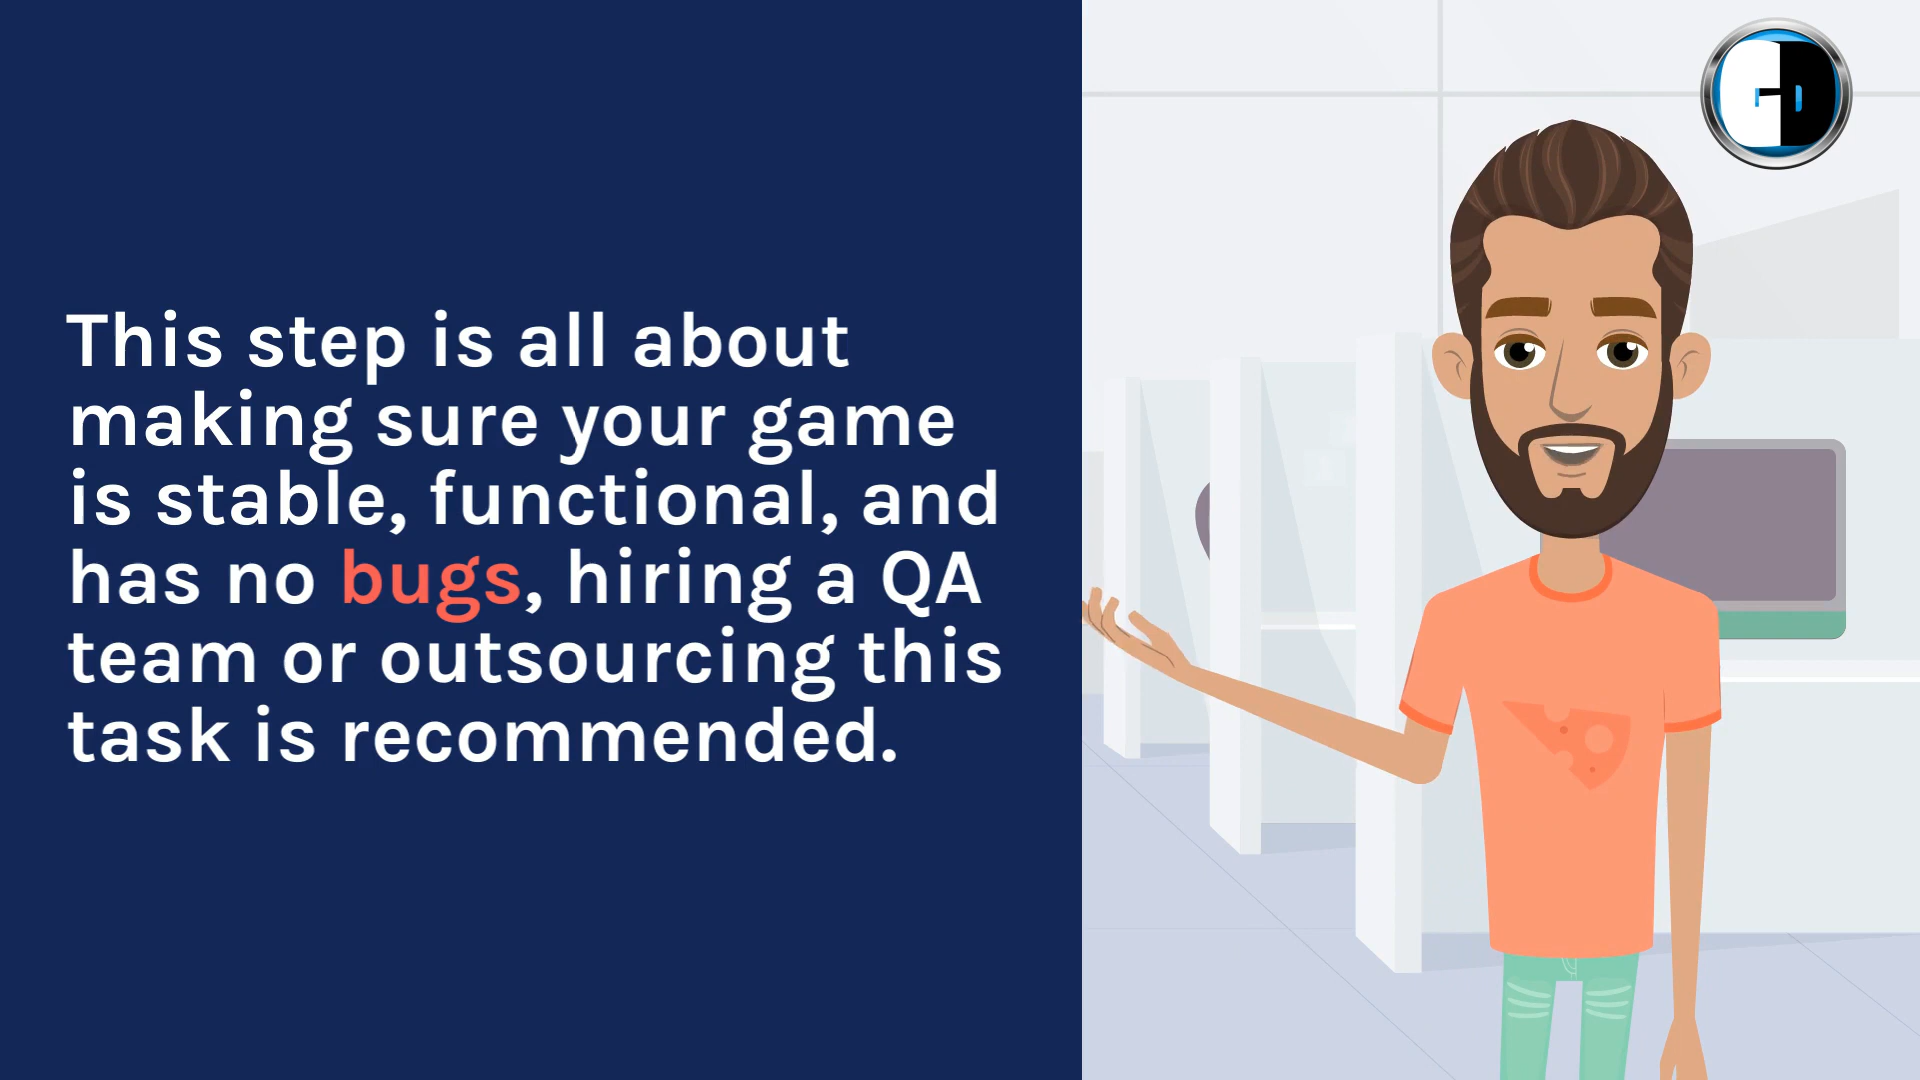 This step is all about
making sure your game
is stable, functional, and
has no bugs, hiring a QA
team or outsourcing this
task is recommended.
GD